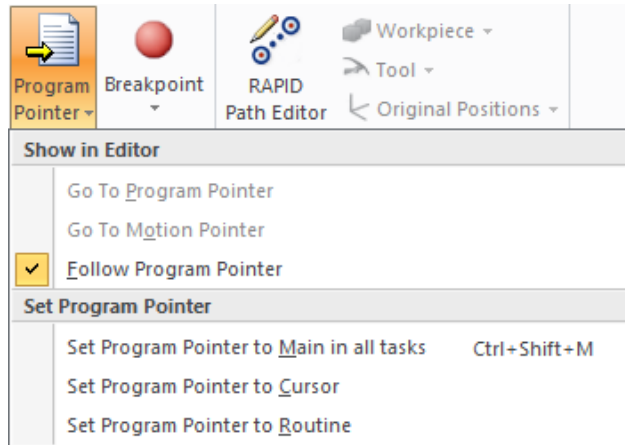 Program
Pointer
Breakpoint
RAPID
Path Editor
Workpiece
Tool
Original Positions
Show in Editor
Go To Program Pointer
Go To Motion Pointer
Follow Program Pointer
Set Program Pointer
Set Program Pointer to Main in all tasks Ctrl+Shift+M
Set Program Pointer to Cursor
Set Program Pointer to Routine